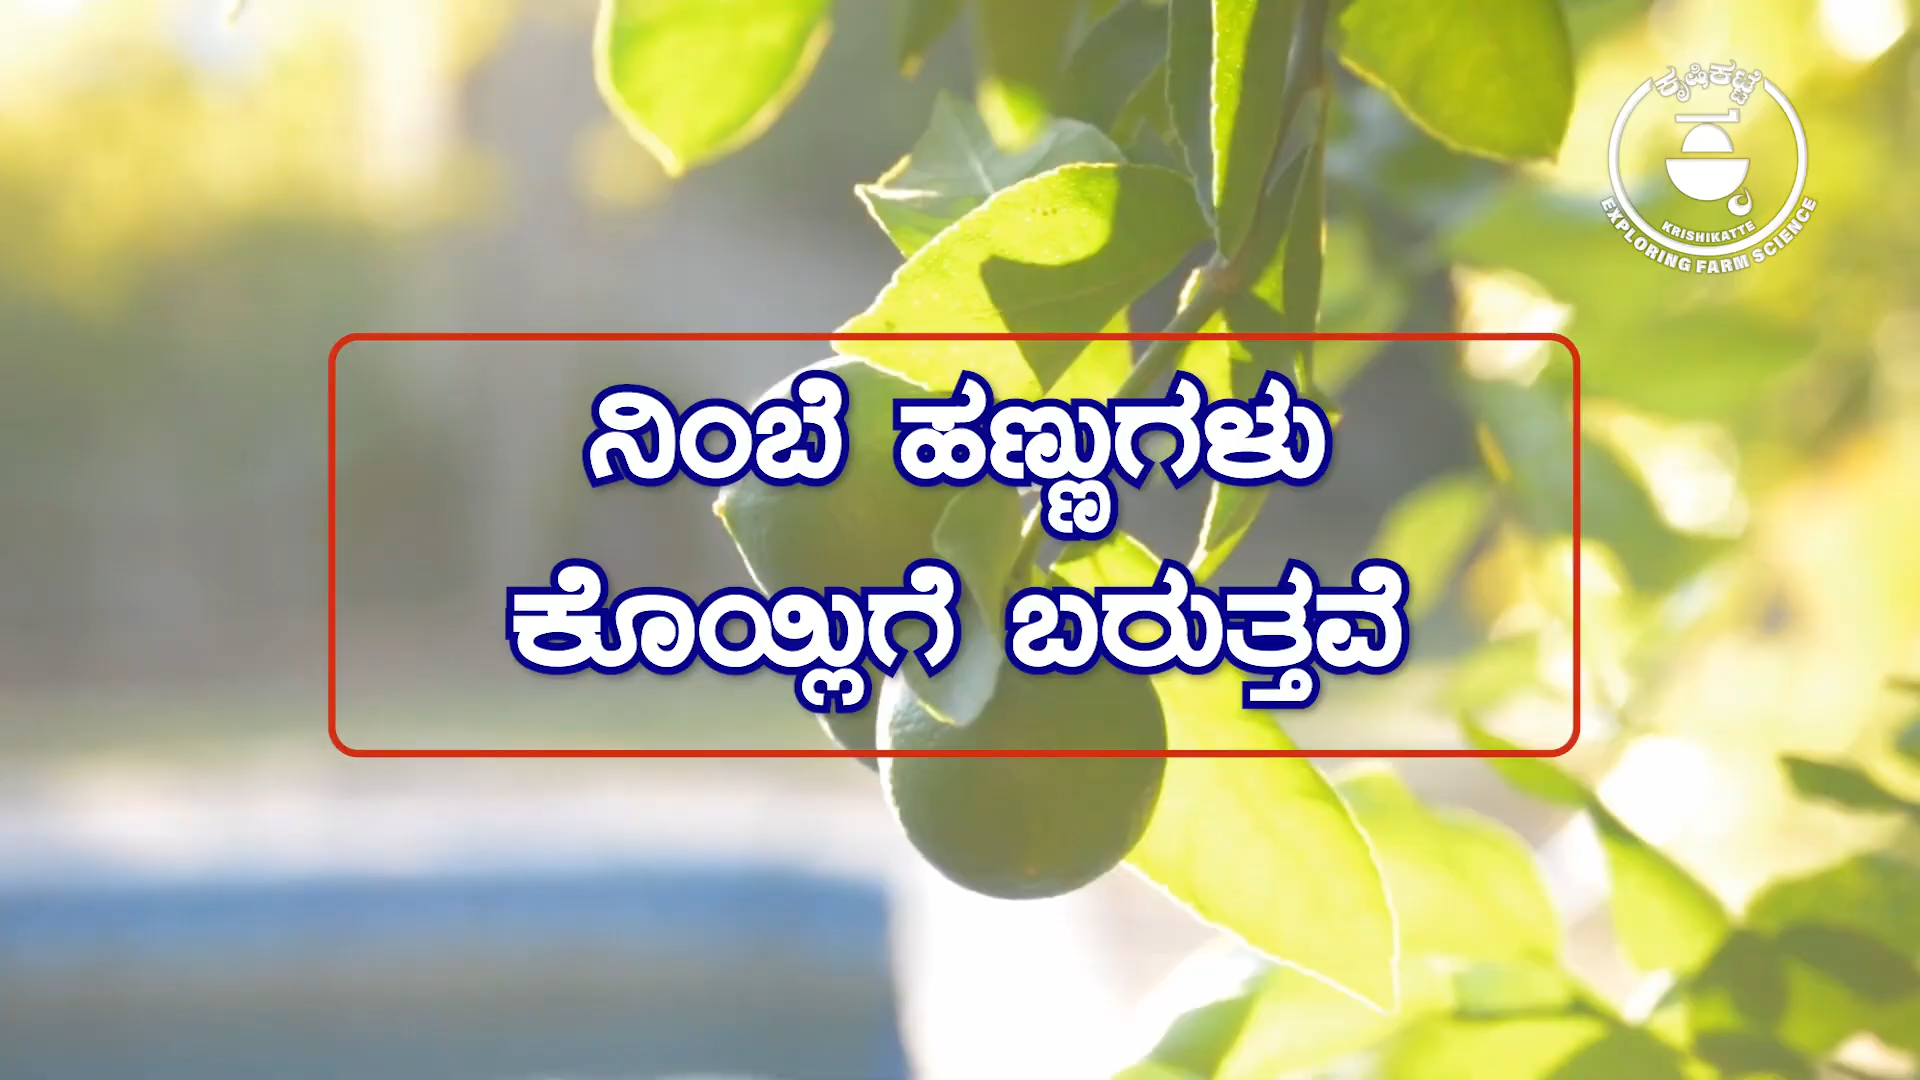 ಕೃಷಿಕಟ್ಟೆ
KRISHIKATTE
EXPLORING FARM SCIENCE
ನಿಂಬೆ ಹಣ್ಣುಗಳು
ಕೊಯ್ಲಿಗೆ ಬರುತ್ತವೆ